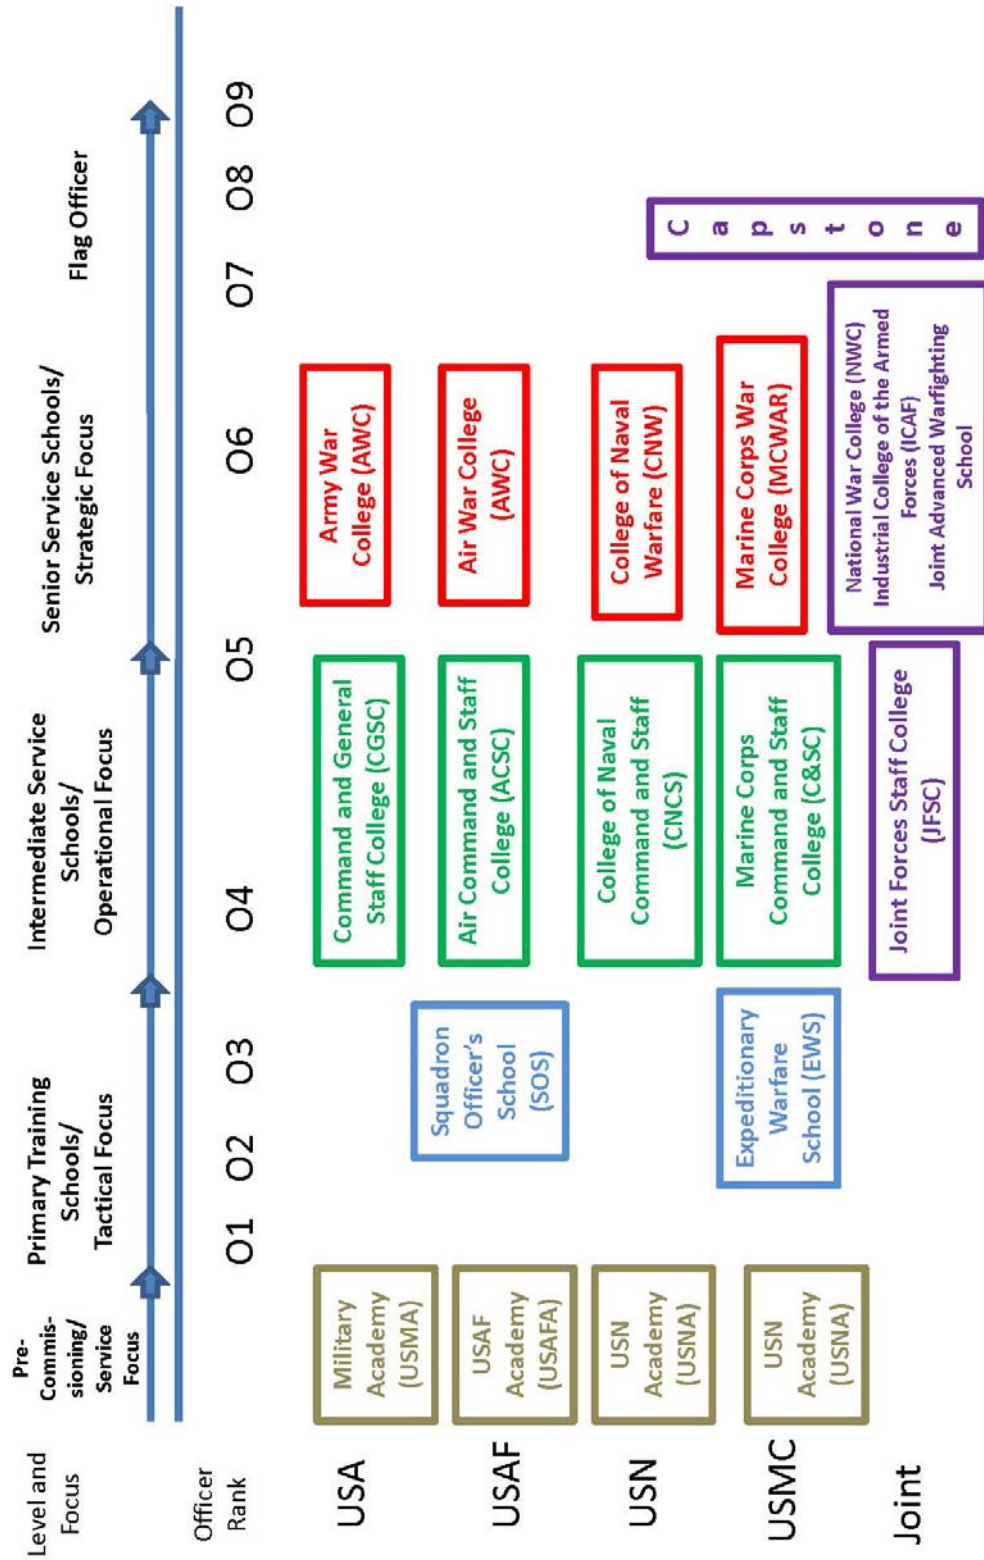 Level and
Focus
Pre-
Commis-
sioning/
Service
Focus
Primary Training
Schools/
Tactical Focus
Intermediate Service
Schools/
Operational Focus
Senior Service Schools/
Strategic Focus
Flag Officer
Officer
Rank
O1 O2 O3 O4 O5 O6 O7 O8 O9
USA
Military
Academy
(USMA)
Command and General
Staff College (CGSC)
Army War
College (AWC)
USAF
USAF
Academy
(USAFA)
Squadron
Officer's
School
(SOS)
Air Command and Staff
College (ACSC)
Air War College
(AWC)
USN
USN
Academy
(USNA)
College of Naval
Command and Staff
(CNCS)
College of Naval
Warfare (CNW)
USMC
USN
Academy
(USNA)
Expeditionary
Warfare
School (EWS)
Marine Corps
Command and Staff
College (C&SC)
Marine Corps War
College (MCWAR)
Joint
Joint Forces Staff College
(JFSC)
National War College (NWC)
Industrial College of the Armed
Forces (ICAF)
Joint Advanced Warfighting
School
C
a
p
s
t
o
n
e